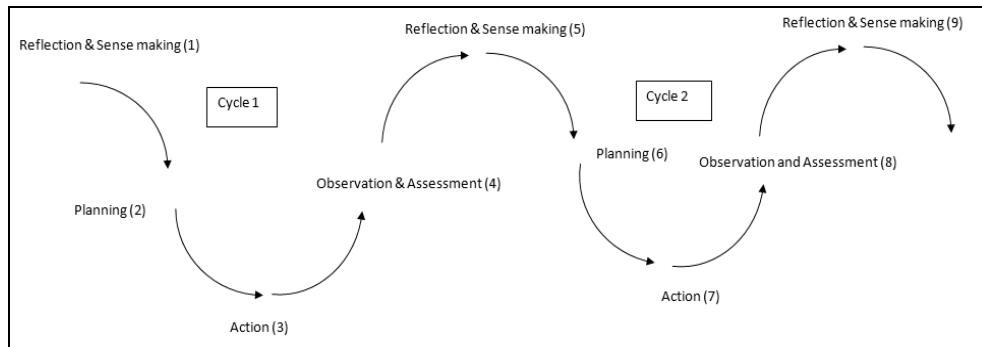 Reflection & Sense making (1)
Cycle 1
Planning (2)
Action (3)
Observation & Assessment (4)
Reflection & Sense making (5)
Cycle 2
Planning (6)
Action (7)
Observation and Assessment (8)
Reflection & Sense making (9)